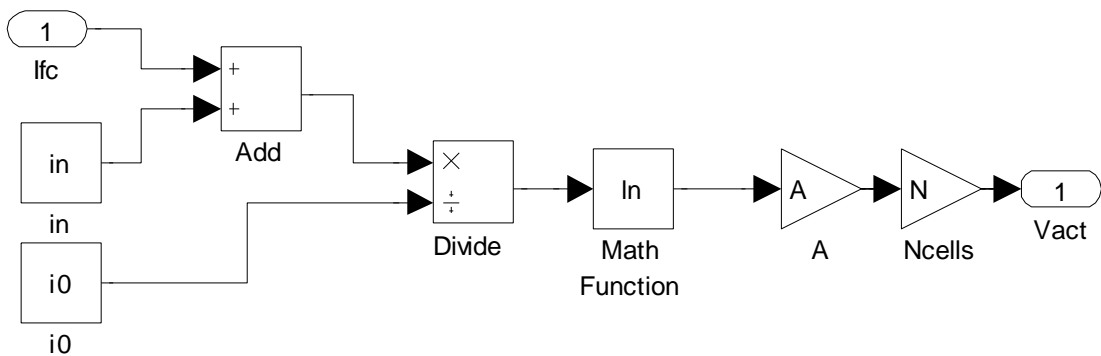 1
Ifc
+
+
Add
in
in
i0
i0
×
÷
Divide
ln
Math
Function
A
A
N
Ncells
1
Vact